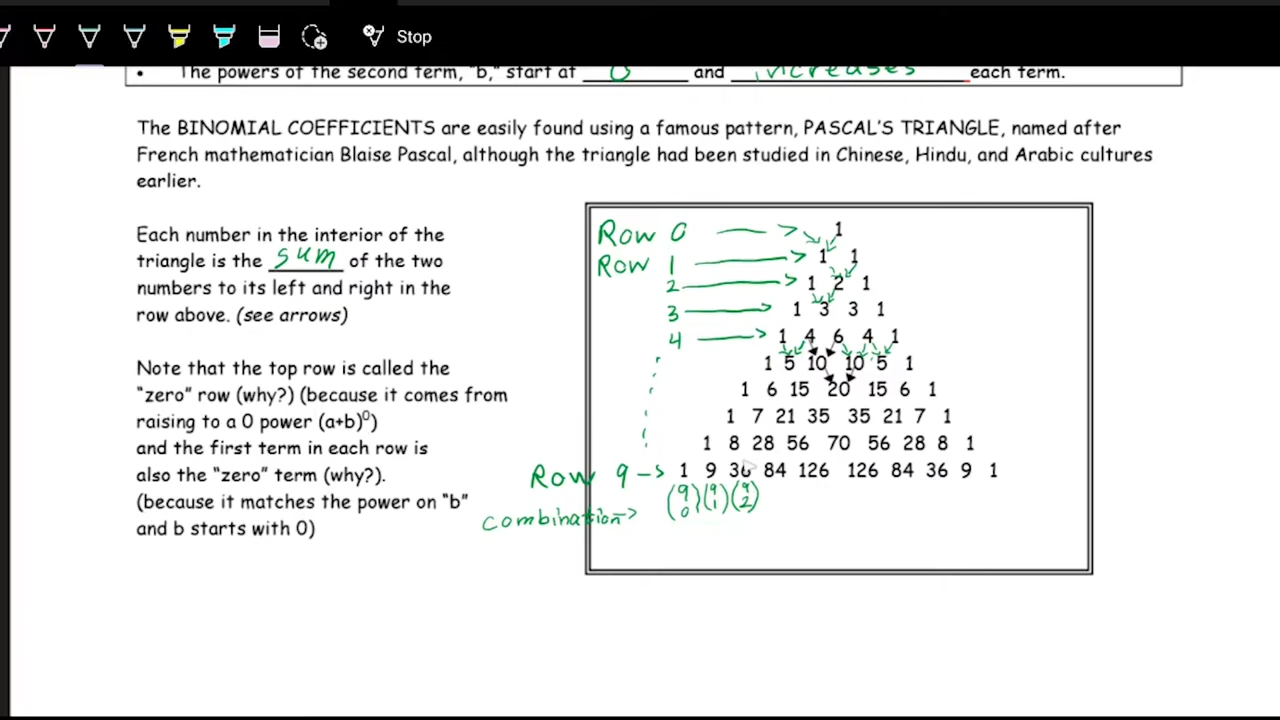 Stop
• The powers of the second term, "b," start at 0 and increases each term.
The BINOMIAL COEFFICIENTS are easily found using a famous pattern, PASCAL'S TRIANGLE, named after
French mathematician Blaise Pascal, although the triangle had been studied in Chinese, Hindu, and Arabic cultures
earlier.
Each number in the interior of the
triangle is the sum of the two
numbers to its left and right in the
row above. (see arrows)
Note that the top row is called the
"zero" row (why?) (because it comes from
raising to a 0 power (a+b)⁰)
and the first term in each row is
also the "zero" term (why?).
(because it matches the power on "b"
and b starts with 0)
Row 0 → 1
Row 1 → 1 1
2 → 1 2 1
3 → 1 3 3 1
4 → 1 4 6 4 1
1 5 10 10 5 1
1 6 15 20 15 6 1
1 7 21 35 35 21 7 1
1 8 28 56 70 56 28 8 1
Row 9 → 1 9 36 84 126 126 84 36 9 1
combination → (9 0) (9 1) (9 2)